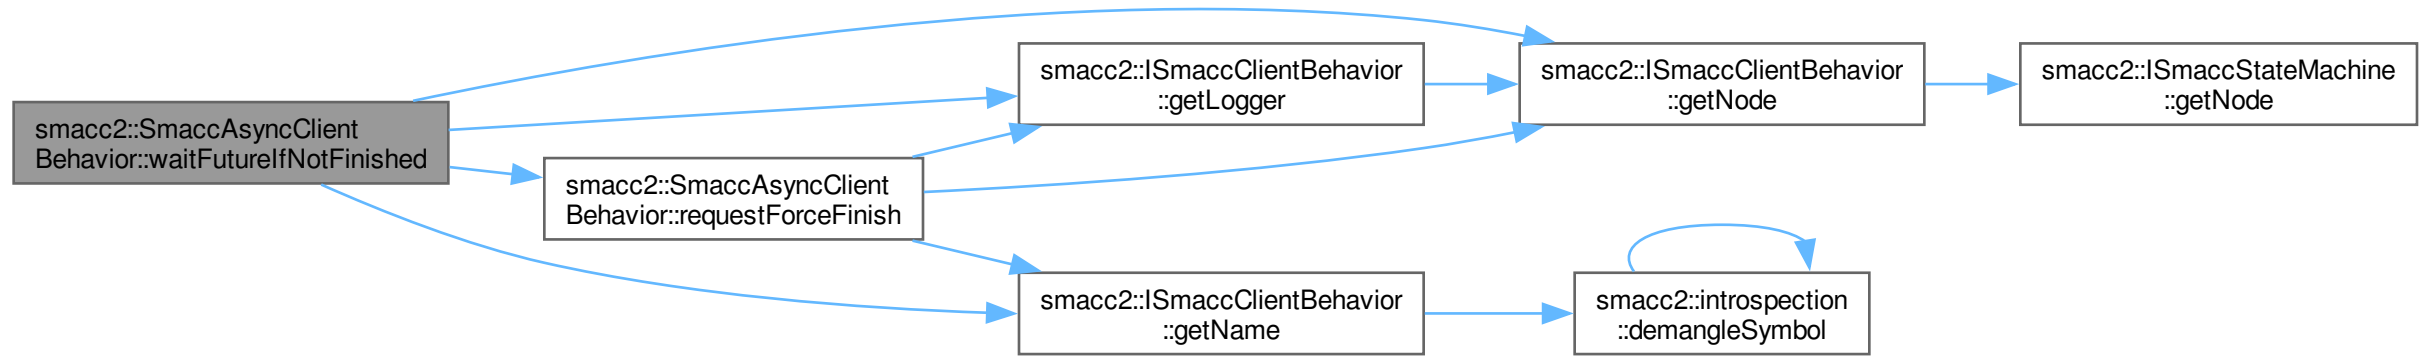 smacc2::SmaccAsyncClient
Behavior::waitFutureIfNotFinished
smacc2::SmaccAsyncClient
Behavior::requestForceFinish
smacc2::ISmaccClientBehavior
::getLogger
smacc2::ISmaccClientBehavior
::getName
smacc2::ISmaccClientBehavior
::getNode
smacc2::introspection
::demangleSymbol
smacc2::ISmaccStateMachine
::getNode